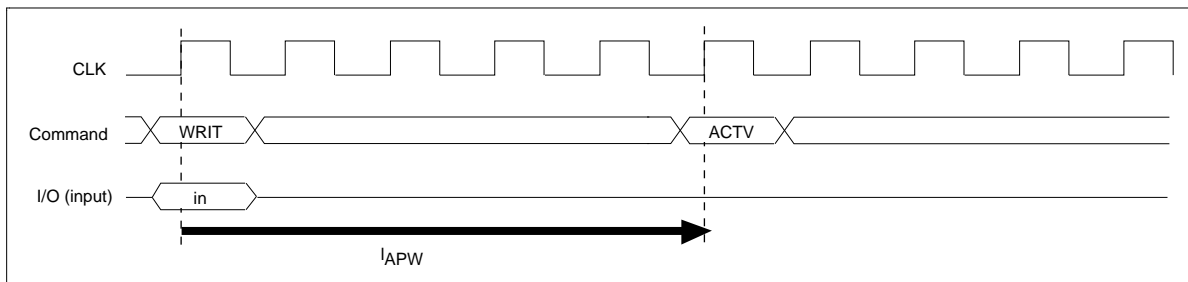 CLK
Command WRIT ACTV
I/O (input) in
IAPW